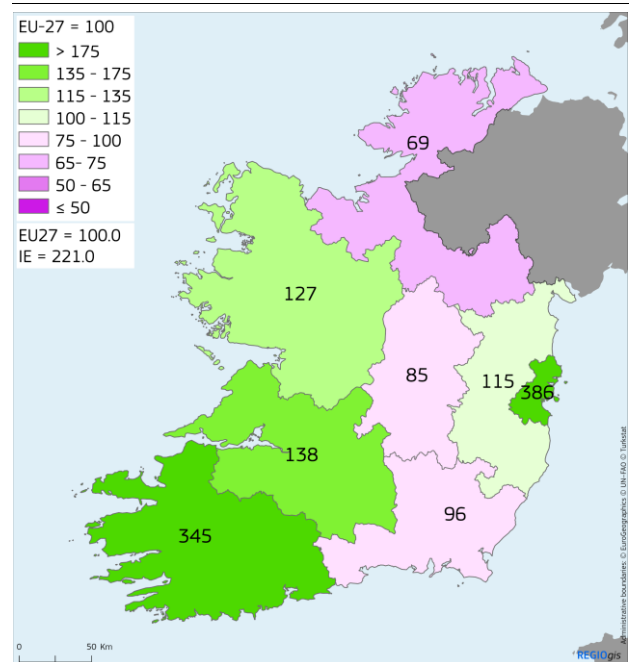 EU-27 = 100
> 175
135 - 175
115 - 135
100 - 115
75 - 100
65- 75
50 - 65
≤ 50
EU27 = 100.0
IE = 221.0
69
127
85
115
386
138
96
345
0 50 Km
REGIOgis
Administrative boundaries: © EuroGeographics © UN-FAO © Turkstat